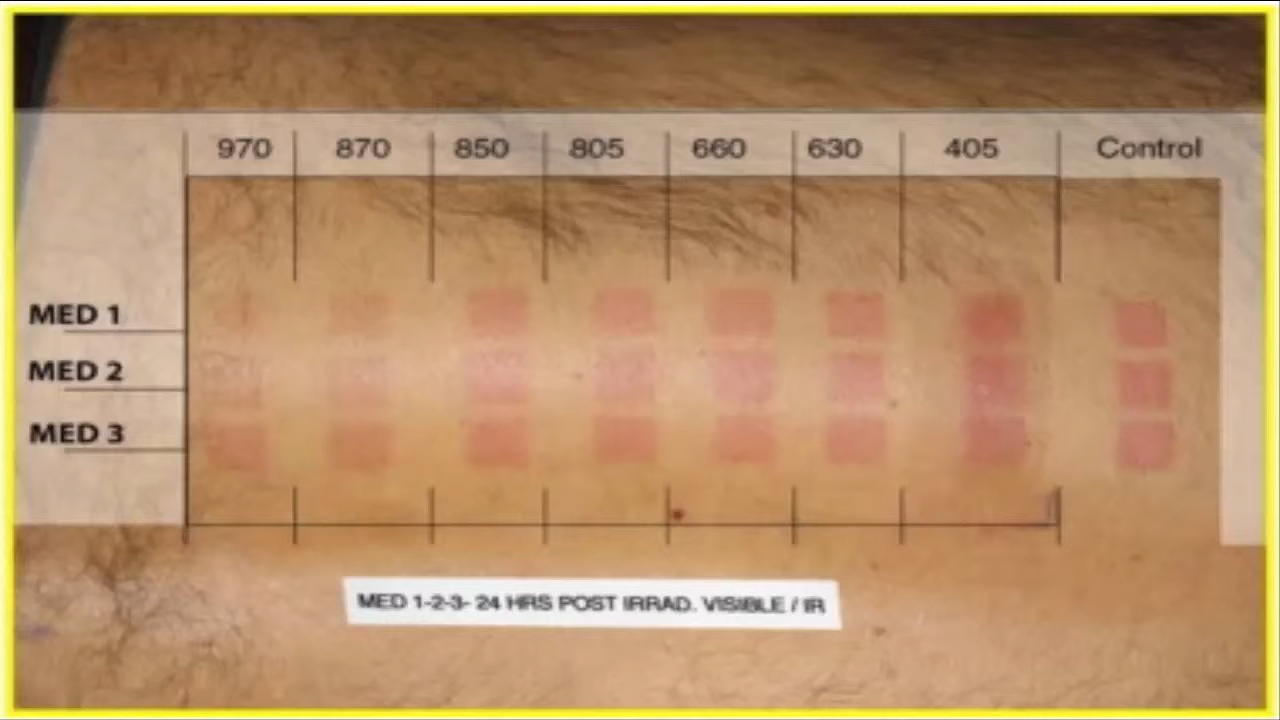 970 870 850 805 660 630 405 Control
MED 1
MED 2
MED 3
MED 1-2-3- 24 HRS POST IRRAD. VISIBLE / IR